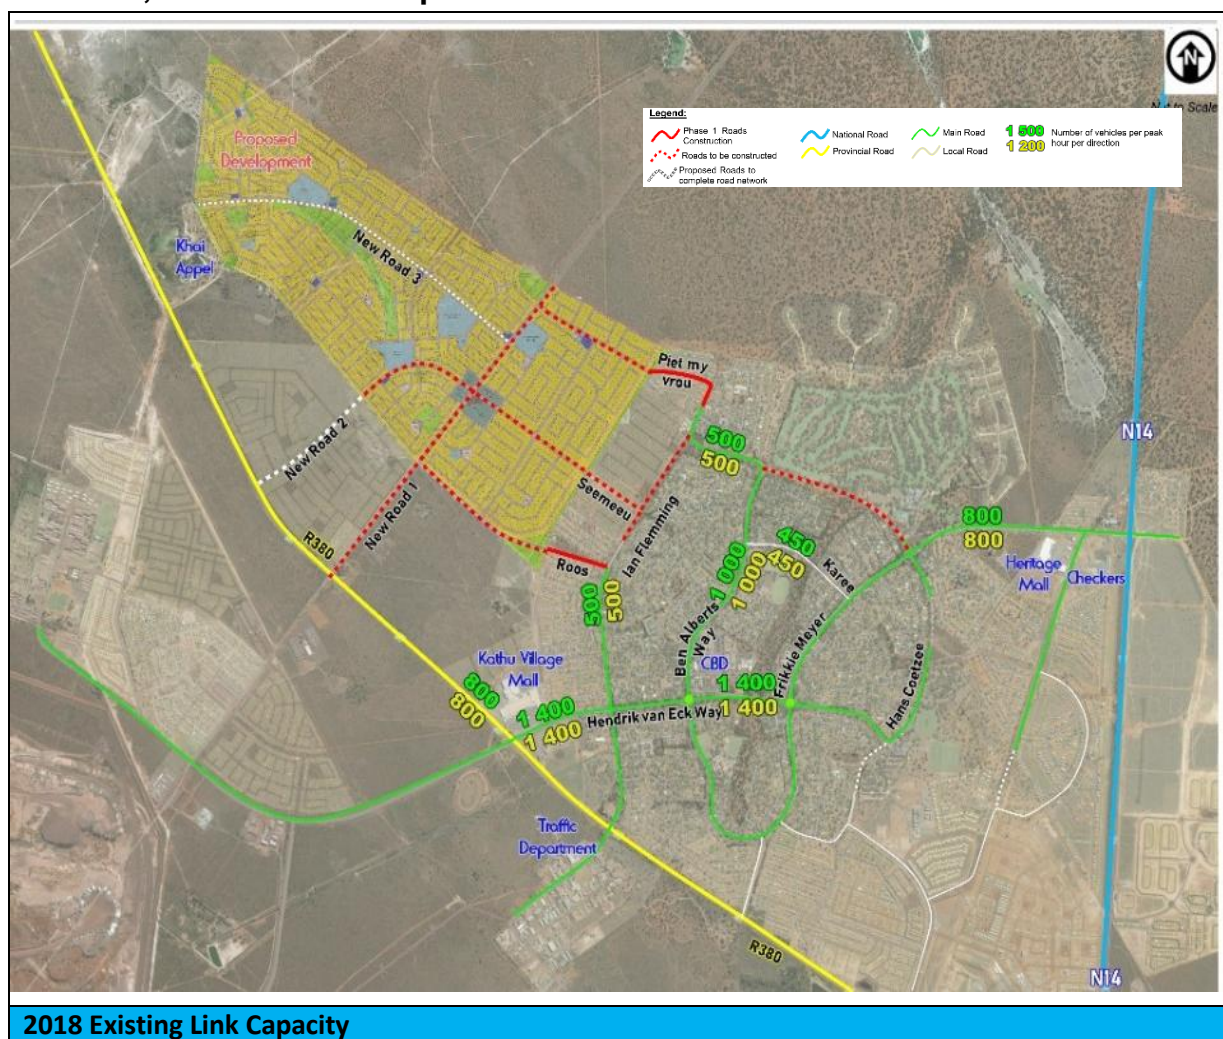 N
Not to Scale
Legend:
Phase 1 Roads
Construction
Roads to be constructed
Proposed Roads to
complete road network
National Road
Provincial Road
Main Road
Local Road
1 500
1 200
Number of vehicles per peak
hour per direction
Proposed
Development
Khai
Appel
New Road 3
Piet my
vrou
New Road 2
New Road 1
Seemeeu
Ian Flemming
Roos
R380
500
500
N14
450
450
Karee
1 000
1 000
800
800
Heritage
Mall
Checkers
500
500
Ben Alberts
Way
CBD
Frikkie Meyer
Hans Coetzee
Kathu Village
Mall
800
800
1 400
1 400
Hendrik van Eck Way
1 400
1 400
Traffic
Department
R380
N14
2018 Existing Link Capacity